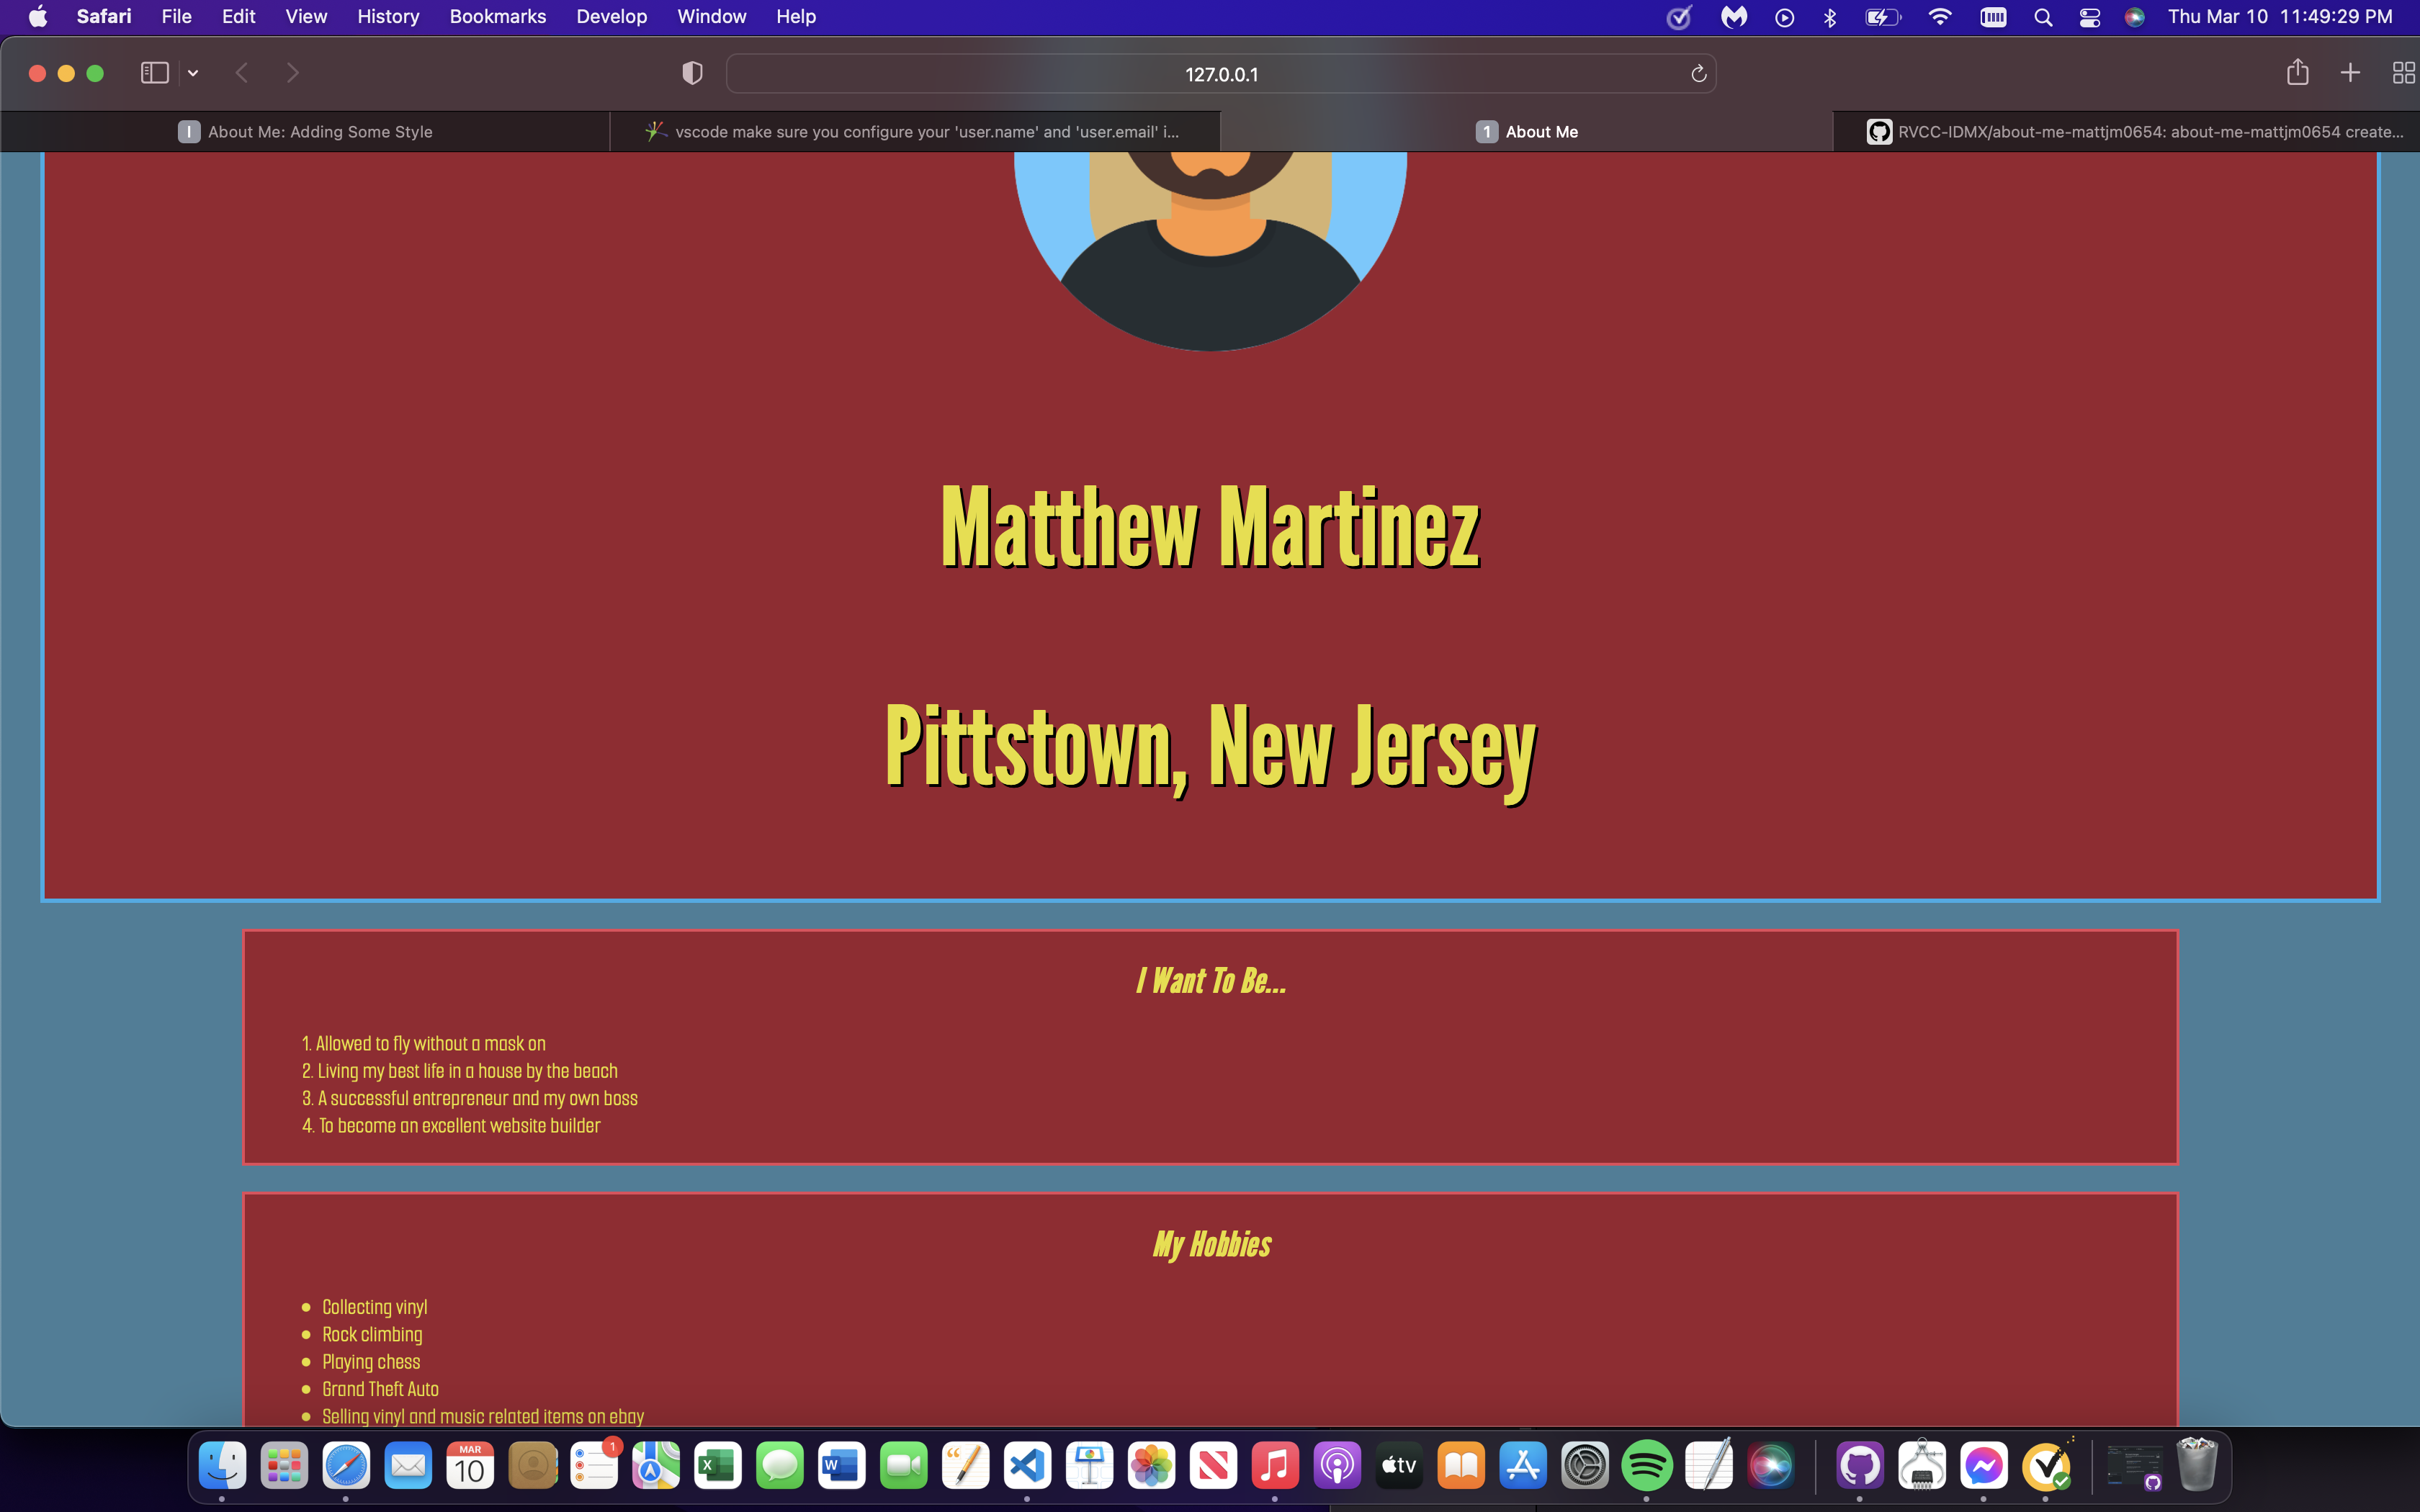 Safari File Edit View History Bookmarks Develop Window Help
Thu Mar 10 11:49:29 PM
127.0.0.1
I About Me: Adding Some Style
vscode make sure you configure your 'user.name' and 'user.email' i...
1 About Me
RVCC-IDMX/about-me-mattjm0654: about-me-mattjm0654 create...
Matthew Martinez
Pittstown, New Jersey
I Want To Be...
1. Allowed to fly without a mask on
2. Living my best life in a house by the beach
3. A successful entrepreneur and my own boss
4. To become an excellent website builder
My Hobbies
• Collecting vinyl
• Rock climbing
• Playing chess
• Grand Theft Auto
• Selling vinyl and music related items on ebay
MAR
10
1
X
W
tv